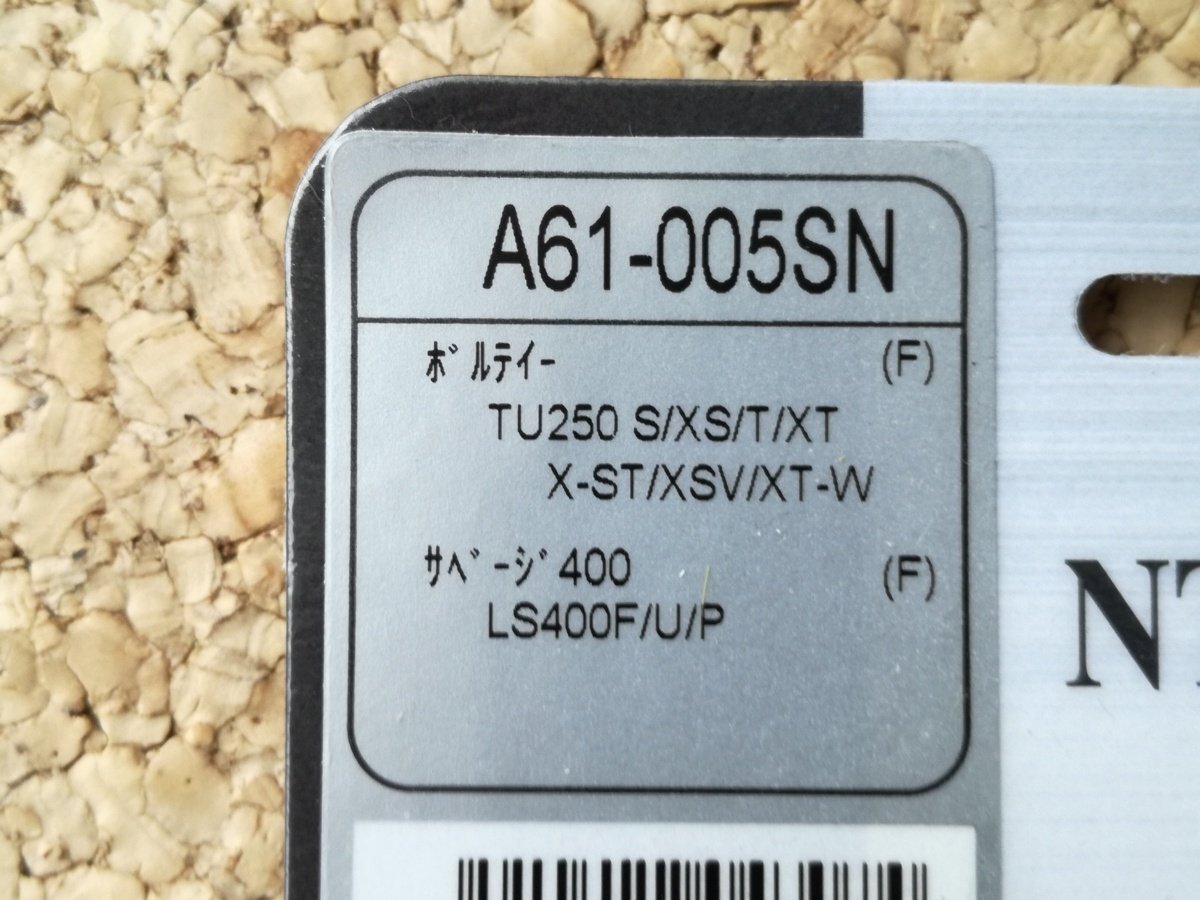 A61-005SN
ﾎﾞﾙﾃｲｰ (F)
TU250 S/XS/T/XT
X-ST/XSV/XT-W
ｻﾍﾞｰｼﾞ400 (F)
LS400F/U/P